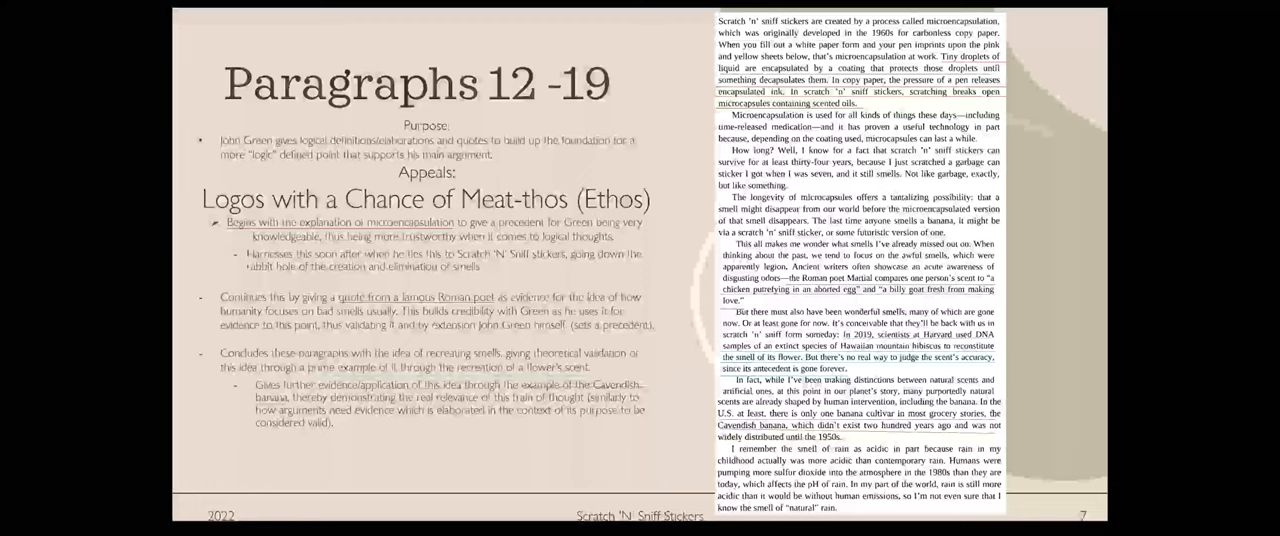 Paragraphs 12 -19
Purpose:
John Green gives logical definitions/elaborations and quotes to build up the foundation for a
more "logic" defined point that supports his main argument.
Appeals:
Logos with a Chance of Meat-thos (Ethos)
Begins with the explanation of microencapsulation to give a precedent for Green being very
knowledgeable, thus being more trustworthy when it comes to logical thoughts.
- Harnesses this soon after when he ties this to Scratch 'N' Sniff stickers, going down the
rabbit hole of the creation and elimination of smells
- Continues this by giving a quote from a famous Roman poet as evidence for the idea of how
humanity focuses on bad smells usually. This builds credibility with Green as he uses it for
evidence to this point, thus validating it and by extension John Green himself. (sets a precedent).
- Concludes these paragraphs with the idea of recreating smells, giving theoretical validation of
this idea through a prime example of it through the recreation of a flower's scent.
- Gives further evidence/application of this idea through the example of the Cavendish
banana, thereby demonstrating the real relevance of this train of thought (similarly to
how arguments need evidence which is elaborated in the context of its purpose to be
considered valid).
Scratch 'n' sniff stickers are created by a process called microencapsulation,
which was originally developed in the 1960s for carbonless copy paper.
When you fill out a white paper form and your pen imprints upon the pink
and yellow sheets below, that's microencapsulation at work. Tiny droplets of
liquid are encapsulated by a coating that protects those droplets until
something decapsulates them. In copy paper, the pressure of a pen releases
encapsulated ink. In scratch 'n' sniff stickers, scratching breaks open
microcapsules containing scented oils.
Microencapsulation is used for all kinds of things these days—including
time-released medication—and it has proven a useful technology in part
because, depending on the coating used, microcapsules can last a while.
How long? Well, I know for a fact that scratch 'n' sniff stickers can
survive for at least thirty-four years, because I just scratched a garbage can
sticker I got when I was seven, and it still smells. Not like garbage, exactly,
but like something.
The longevity of microcapsules offers a tantalizing possibility: that a
smell might disappear from our world before the microencapsulated version
of that smell disappears. The last time anyone smells a banana, it might be
via a scratch 'n' sniff sticker, or some futuristic version of one.
This all makes me wonder what smells I've already missed out on. When
thinking about the past, we tend to focus on the awful smells, which were
apparently legion. Ancient writers often showcase an acute awareness of
disgusting odors—the Roman poet Martial compares one person's scent to "a
chicken putrefying in an aborted egg" and "a billy goat fresh from making
love."
But there must also have been wonderful smells, many of which are gone
now. Or at least gone for now. It's conceivable that they'll be back with us in
scratch 'n' sniff form someday: In 2019, scientists at Harvard used DNA
samples of an extinct species of Hawaiian mountain hibiscus to reconstitute
the smell of its flower. But there's no real way to judge the scent's accuracy,
since its antecedent is gone forever.
In fact, while I've been making distinctions between natural scents and
artificial ones, at this point in our planet's story, many purportedly natural
scents are already shaped by human intervention, including the banana. In the
U.S. at least, there is only one banana cultivar in most grocery stores, the
Cavendish banana, which didn't exist two hundred years ago and was not
widely distributed until the 1950s.
I remember the smell of rain as acidic in part because rain in my
childhood actually was more acidic than contemporary rain. Humans were
pumping more sulfur dioxide into the atmosphere in the 1980s than they are
today, which affects the pH of rain. In my part of the world, rain is still more
acidic than it would be without human emissions, so I'm not even sure that I
know the smell of "natural" rain.
2022
Scratch 'N' Sniff Stickers
7